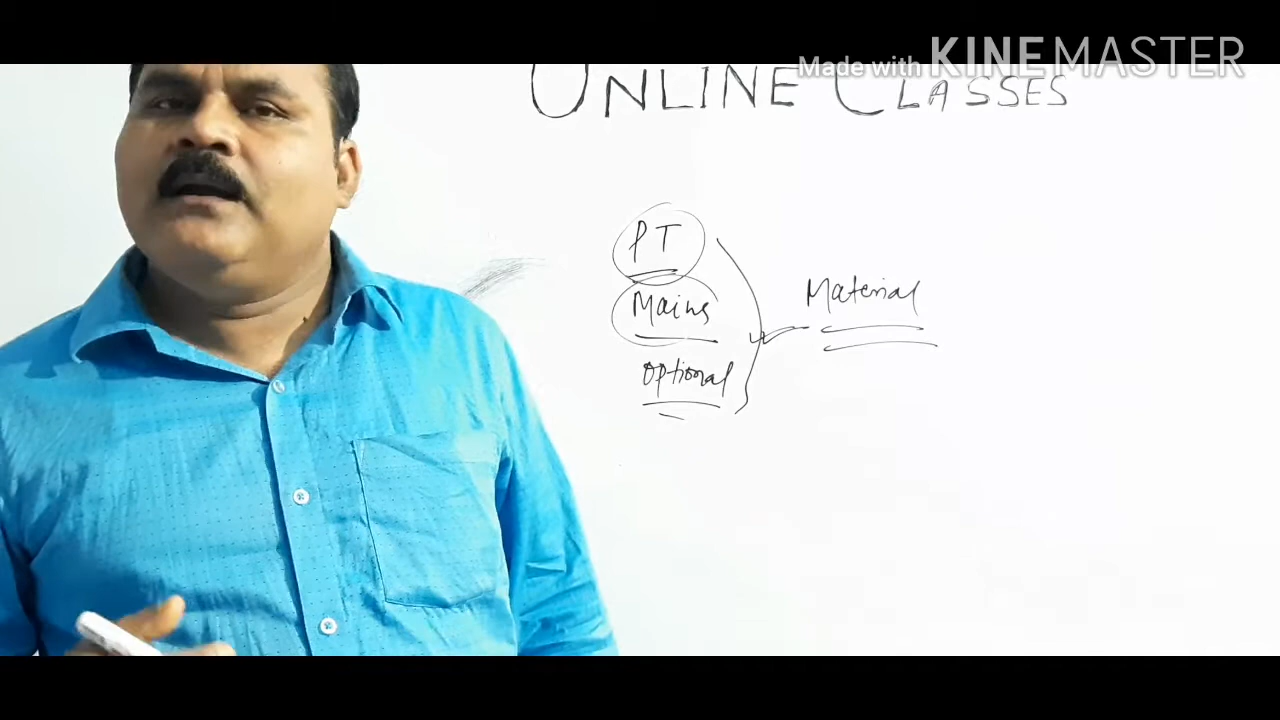 Made with KINEMASTER
ONLINE CLASSES
PT
Mains
Material
optional